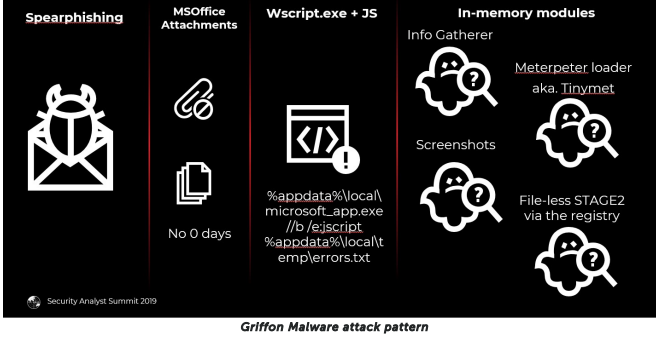 Spearphishing
MSOffice
Attachments
No 0 days
Wscript.exe + JS
</>
!
%appdata%\local\
microsoft_app.exe
//b /e:jscript
%appdata%\local\t
emp\errors.txt
In-memory modules
Info Gatherer
?
Meterpeter loader
aka. Tinymet
?
Screenshots
?
File-less STAGE2
via the registry
?
Security Analyst Summit 2019
Griffon Malware attack pattern